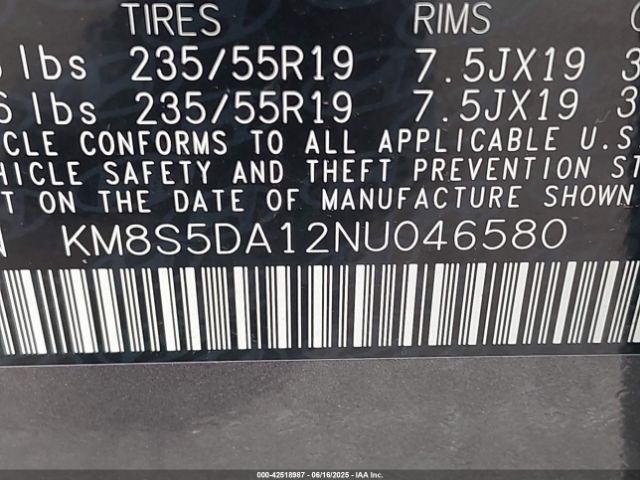 TIRES RIMS
lbs 235/55R19 7.5JX19
6 lbs 235/55R19 7.5JX19 3
CLE CONFORMS TO ALL APPLICABLE U.S
HICLE SAFETY AND THEFT PREVENTION ST
T ON THE DATE OF MANUFACTURE SHOWN
KM8S5DA12NU046580
000-42518987 - 06/16/2025 - IAA Inc.